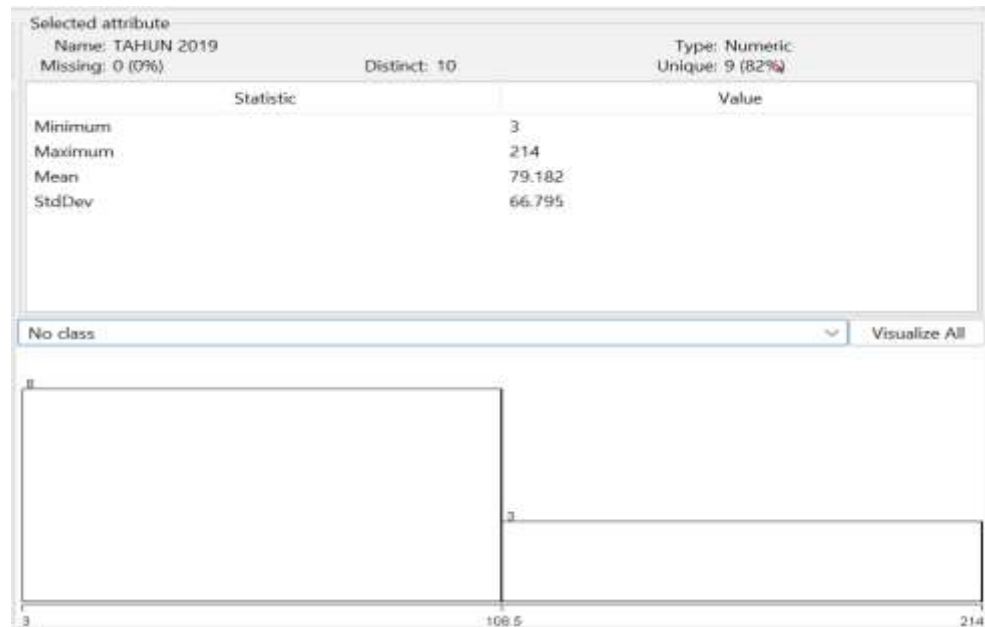 Selected attribute
Name: TAHUN 2019 Type: Numeric
Missing: 0 (0%) Distinct: 10 Unique: 9 (82%)
Statistic Value
Minimum 3
Maximum 214
Mean 79.182
StdDev 66.795
No class Visualize All
8
3
3 108.5 214